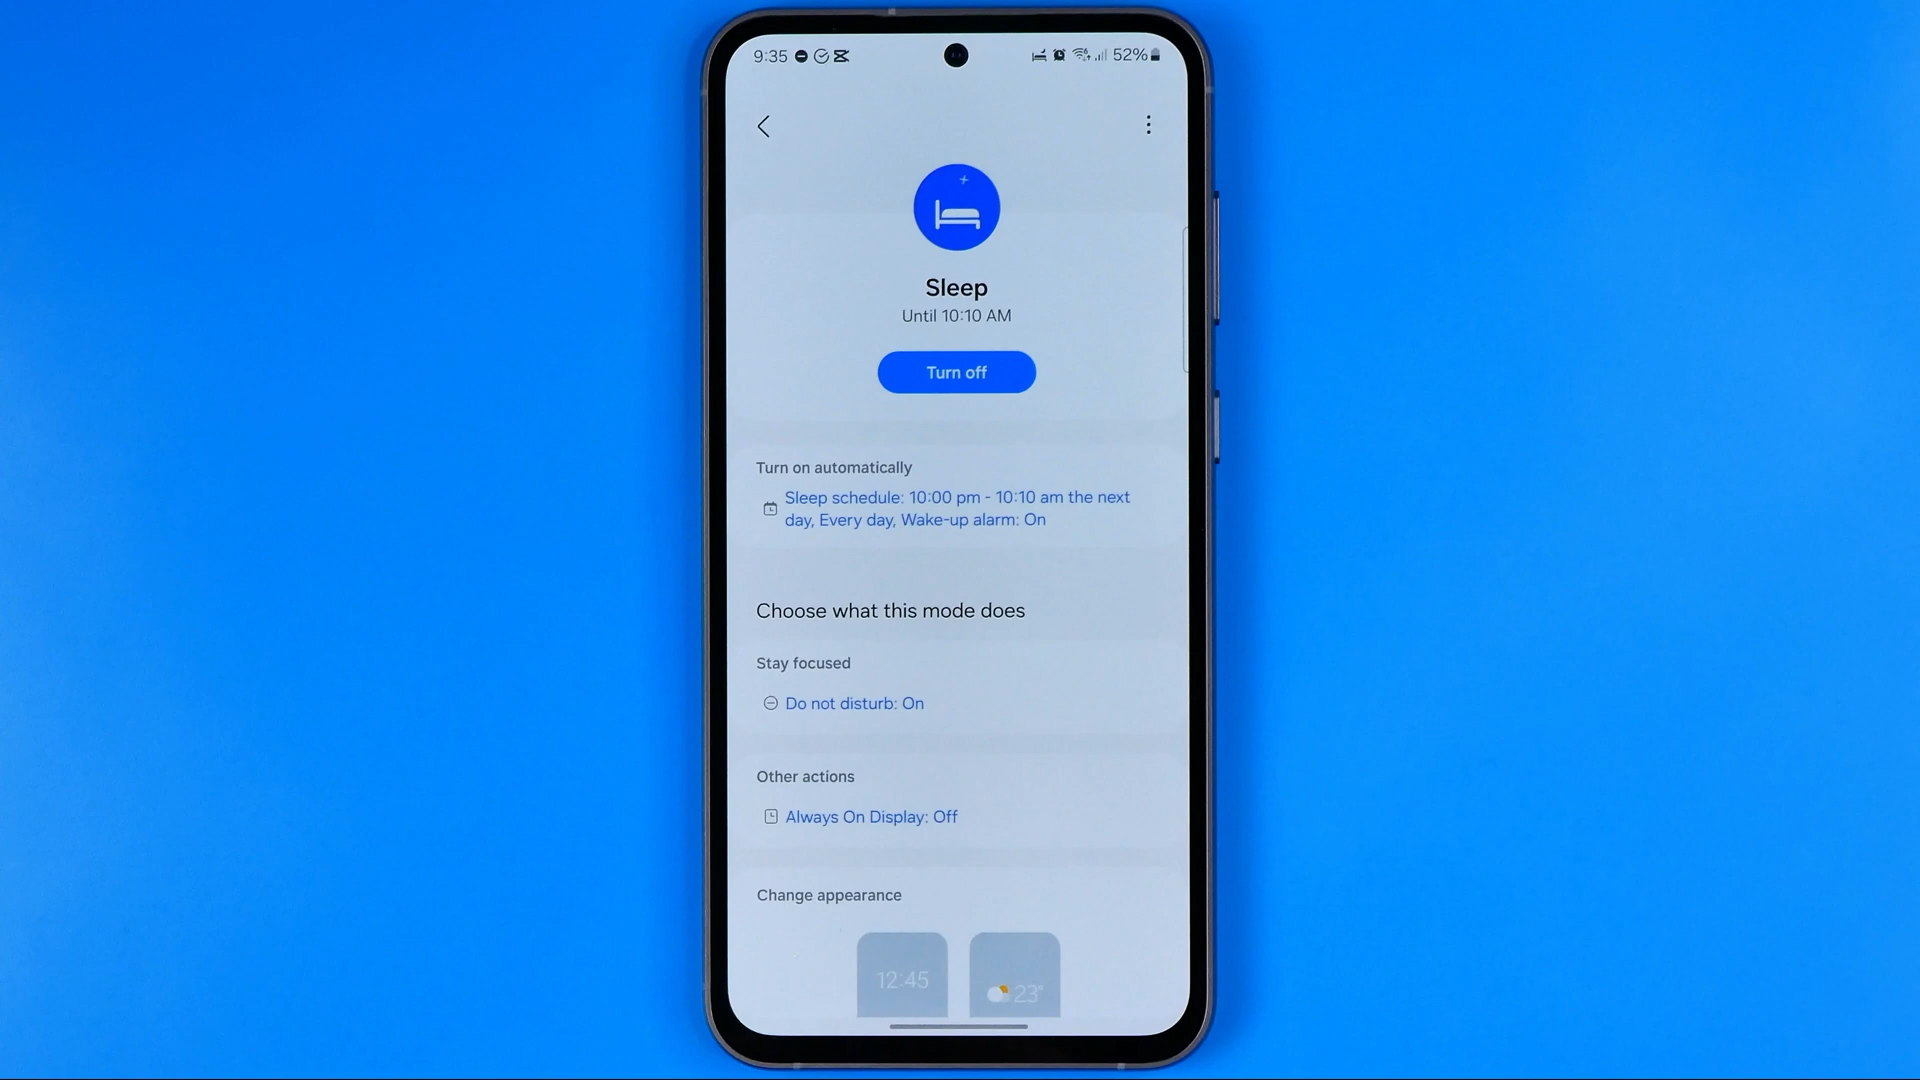 9:35 52%
Sleep
Until 10:10 AM
Turn off
Turn on automatically
Sleep schedule: 10:00 pm - 10:10 am the next
day, Every day, Wake-up alarm: On
Choose what this mode does
Stay focused
Do not disturb: On
Other actions
Always On Display: Off
Change appearance
12:45 23°